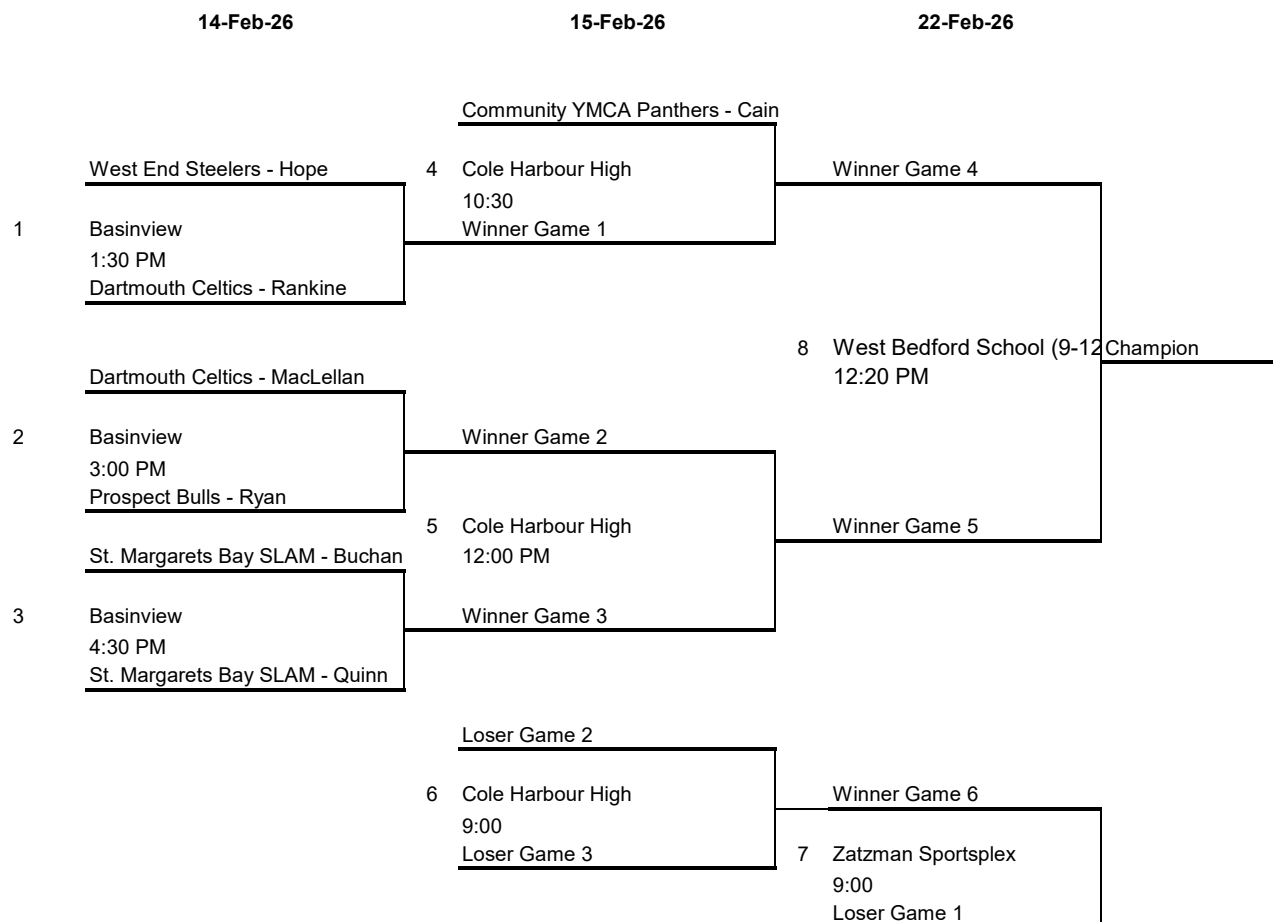 14-Feb-26 15-Feb-26 22-Feb-26
Community YMCA Panthers - Cain
West End Steelers - Hope 4 Cole Harbour High Winner Game 4
10:30
1 Basinview Winner Game 1
1:30 PM
Dartmouth Celtics - Rankine
8 West Bedford School (9-12 Champion
Dartmouth Celtics - MacLellan 12:20 PM
2 Basinview Winner Game 2
3:00 PM
Prospect Bulls - Ryan
5 Cole Harbour High Winner Game 5
St. Margarets Bay SLAM - Buchan 12:00 PM
3 Basinview Winner Game 3
4:30 PM
St. Margarets Bay SLAM - Quinn
Loser Game 2
6 Cole Harbour High Winner Game 6
9:00
Loser Game 3 7 Zatzman Sportsplex
9:00
Loser Game 1